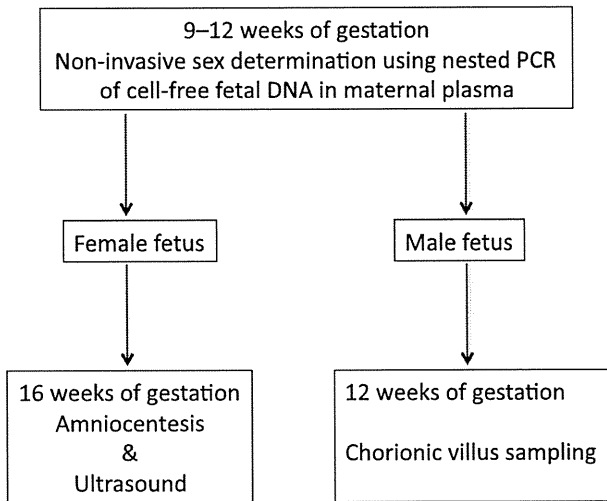 9–12 weeks of gestation
Non-invasive sex determination using nested PCR
of cell-free fetal DNA in maternal plasma
Female fetus
Male fetus
16 weeks of gestation
Amniocentesis
&
Ultrasound
12 weeks of gestation
Chorionic villus sampling